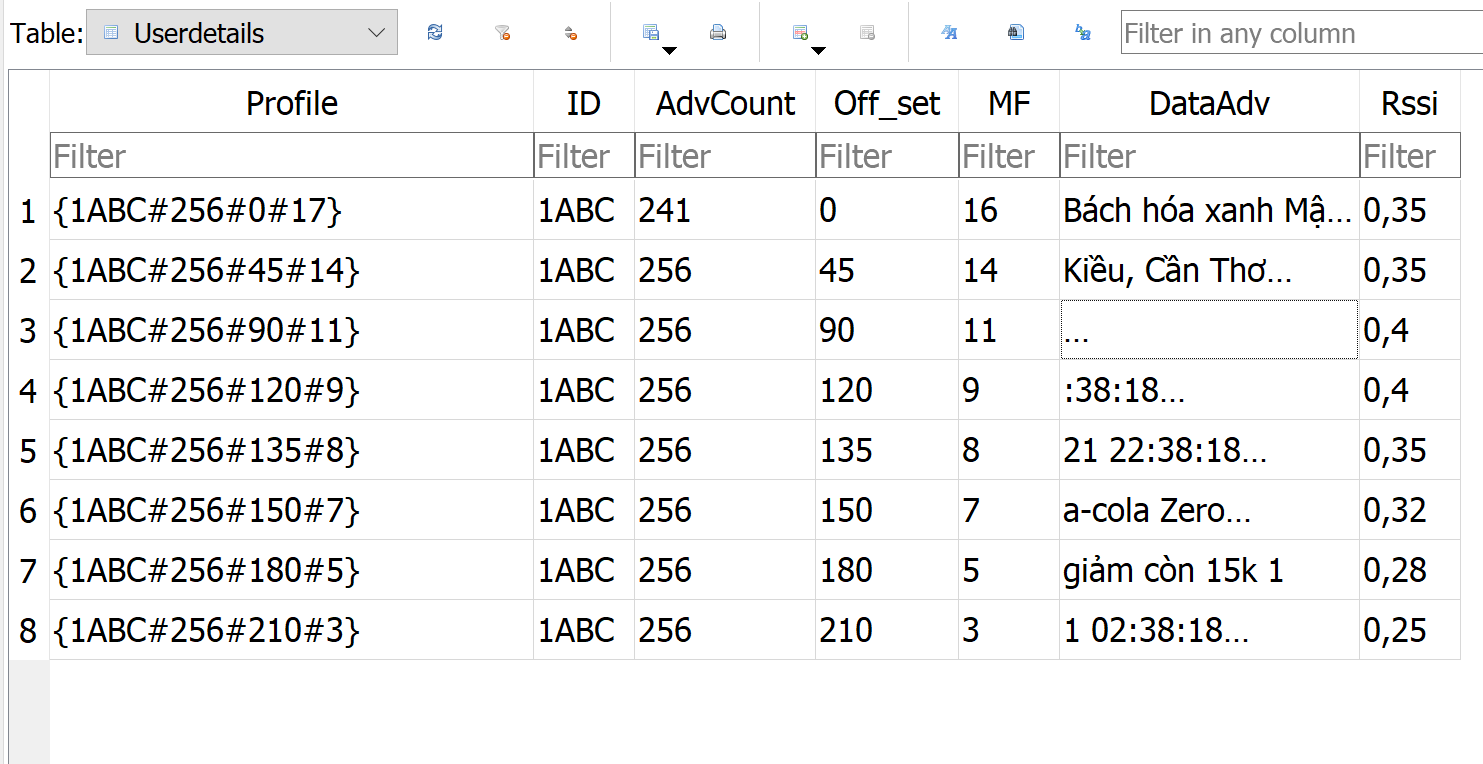 Table: Userdetails Filter in any column
Profile ID AdvCount Off_set MF DataAdv Rssi
Filter Filter Filter Filter Filter Filter Filter
1 {1ABC#256#0#17} 1ABC 241 0 16 Bách hóa xanh Mậ... 0,35
2 {1ABC#256#45#14} 1ABC 256 45 14 Kiều, Cần Thơ... 0,35
3 {1ABC#256#90#11} 1ABC 256 90 11 ... 0,4
4 {1ABC#256#120#9} 1ABC 256 120 9 :38:18... 0,4
5 {1ABC#256#135#8} 1ABC 256 135 8 21 22:38:18... 0,35
6 {1ABC#256#150#7} 1ABC 256 150 7 a-cola Zero... 0,32
7 {1ABC#256#180#5} 1ABC 256 180 5 giảm còn 15k 1 0,28
8 {1ABC#256#210#3} 1ABC 256 210 3 1 02:38:18... 0,25